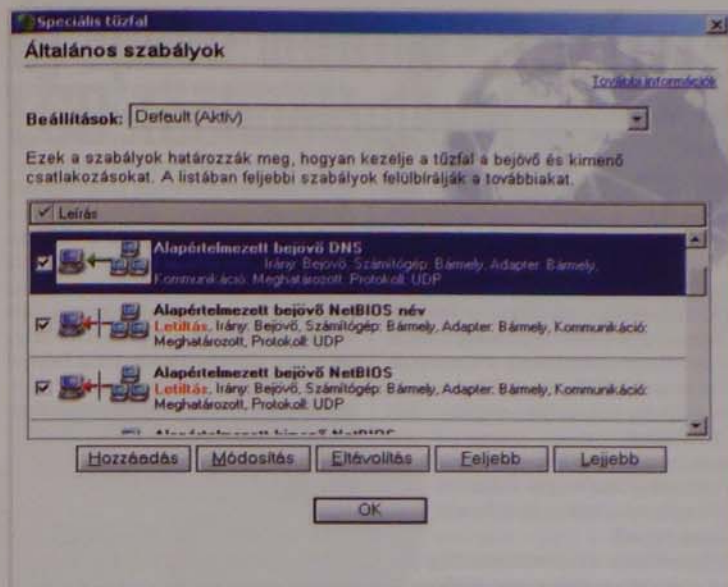 Speciális tűzfal
Általános szabályok
További információk
Beállítások: Default (Aktív)
Ezek a szabályok határozzák meg, hogyan kezelje a tűzfal a bejövő és kimenő
csatlakozásokat. A listában feljebbi szabályok felülbírálják a továbbiakat.
Leírás
Alapértelmezett bejövő DNS
Irány: Bejövő, Számítógép: Bármely, Adapter: Bármely,
Kommunikáció: Meghatározott, Protokoll: UDP
Alapértelmezett bejövő NetBIOS név
Letiltás, Irány: Bejövő, Számítógép: Bármely, Adapter: Bármely, Kommunikáció:
Meghatározott, Protokoll: UDP
Alapértelmezett bejövő NetBIOS
Letiltás, Irány: Bejövő, Számítógép: Bármely, Adapter: Bármely, Kommunikáció:
Meghatározott, Protokoll: UDP
Hozzáadás Módosítás Eltávolítás Feljebb Lejjebb
OK